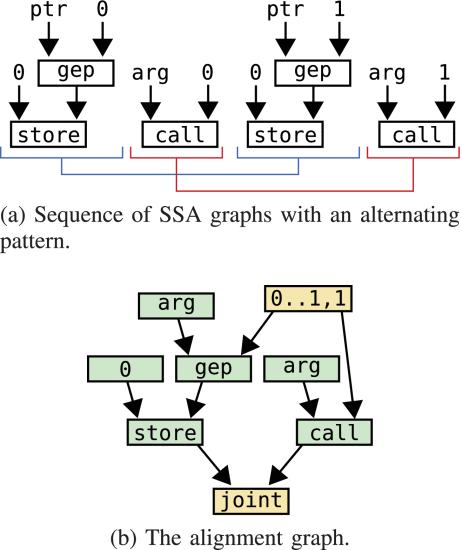 ptr 0 ptr 1
0 gep arg 0 0 gep arg 1
store call store call
(a) Sequence of SSA graphs with an alternating
pattern.
0..1,1
arg
0 gep arg
store call
joint
(b) The alignment graph.